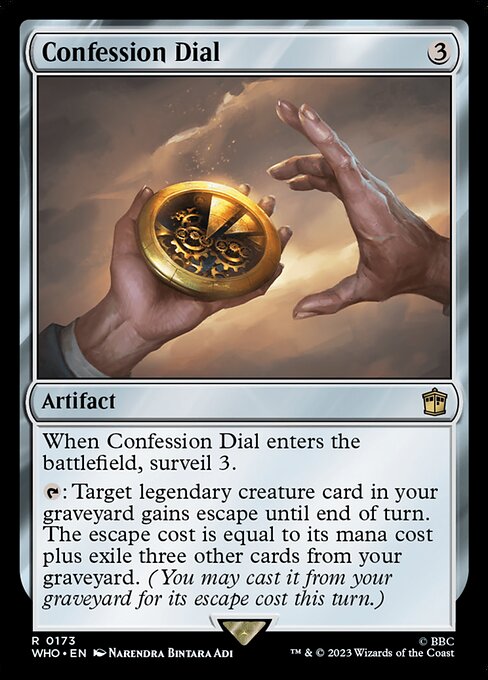 Confession Dial 3
Artifact
When Confession Dial enters the
battlefield, surveil 3.
: Target legendary creature card in your
graveyard gains escape until end of turn.
The escape cost is equal to its mana cost
plus exile three other cards from your
graveyard. (You may cast it from your
graveyard for its escape cost this turn.)
R 0173
WHO • EN Narendra Bintara Adi
© BBC
™ & © 2023 Wizards of the Coast